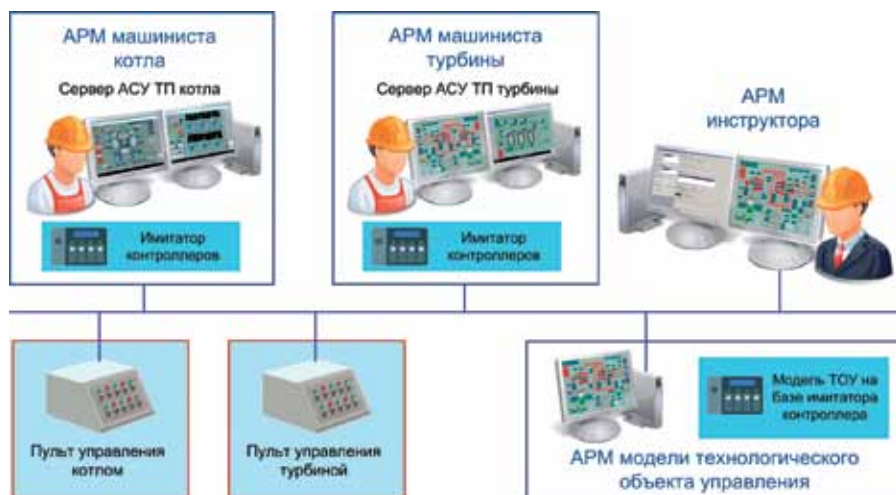 АРМ машиниста
котла
Сервер АСУ ТП котла
Имитатор
контроллеров
АРМ машиниста
турбины
Сервер АСУ ТП турбины
Имитатор
контроллеров
АРМ
инструктора
Пульт управления
котлом
Пульт управления
турбиной
Модель ТОУ на
базе имитатора
контроллера
АРМ модели технологического
объекта управления